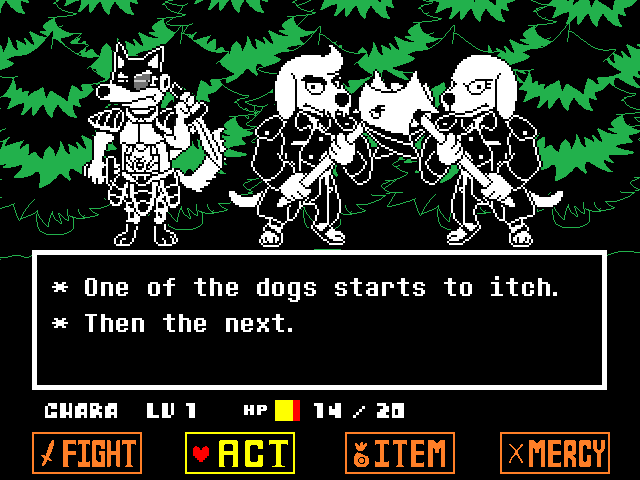 * One of the dogs starts to itch.
* Then the next.
CHARA LV 1 HP 14 / 20
FIGHT ACT ITEM MERCY